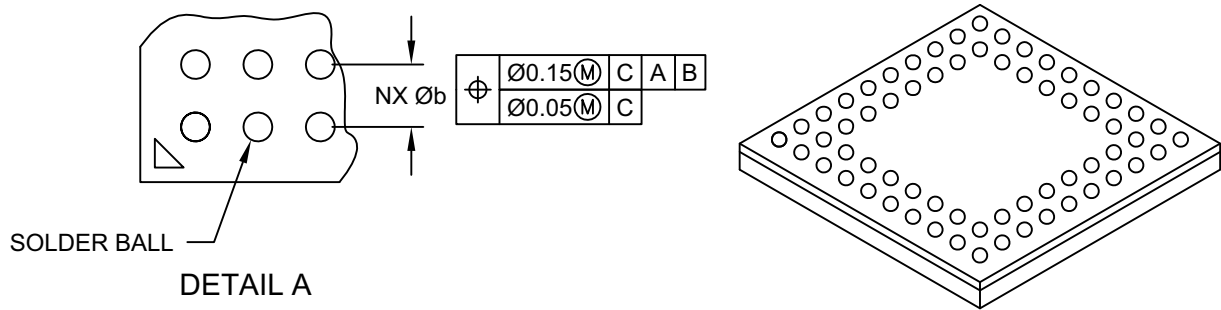 NX Øb
⌖ Ø0.15Ⓜ C A B
Ø0.05Ⓜ C
SOLDER BALL
DETAIL A